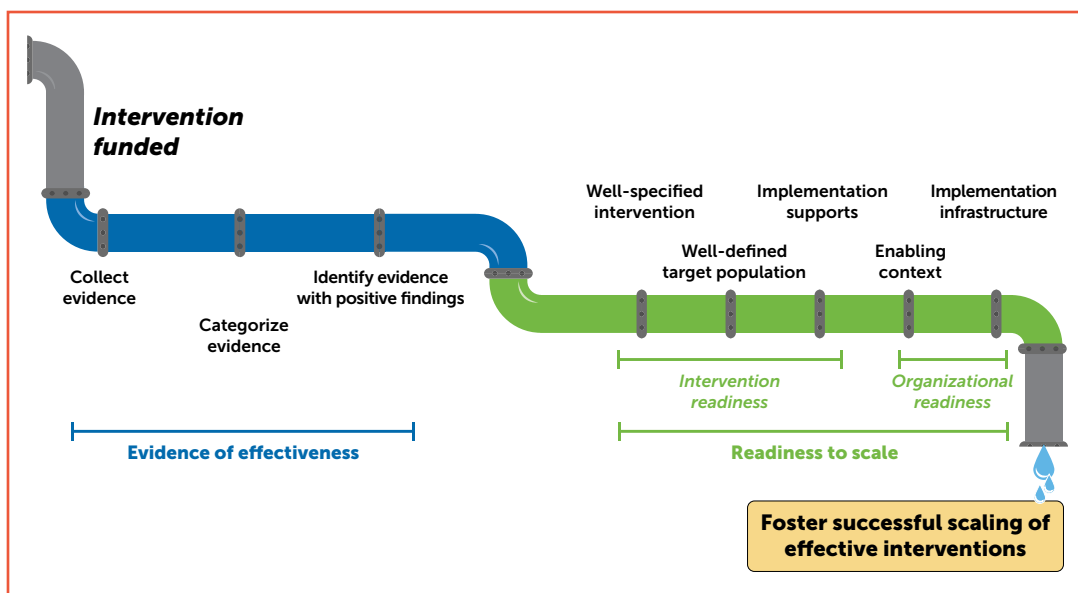 Intervention
funded
Collect
evidence
Categorize
evidence
Identify evidence
with positive findings
Evidence of effectiveness
Well-specified
intervention
Well-defined
target population
Implementation
supports
Enabling
context
Implementation
infrastructure
Intervention
readiness
Organizational
readiness
Readiness to scale
Foster successful scaling of
effective interventions